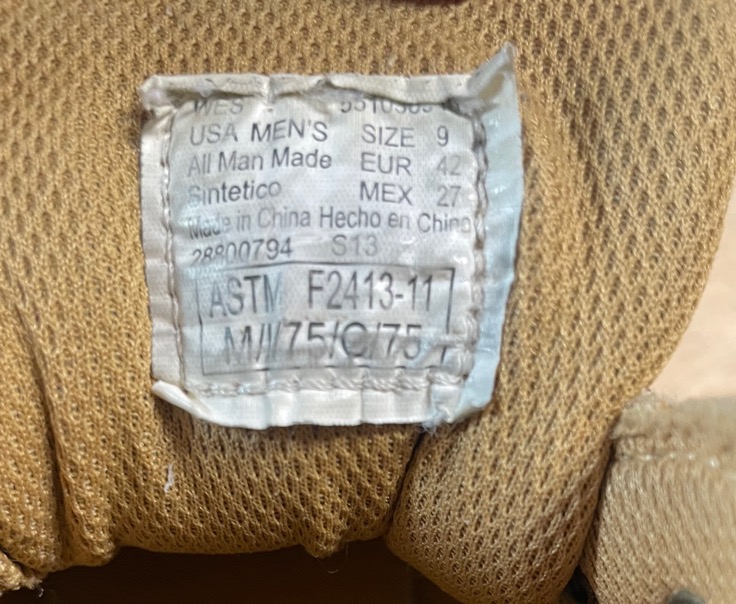 USA MEN'S SIZE 9
All Man Made EUR 42
Sintetico MEX 27
Made in China Hecho en China
28800794 S13
ASTM F2413-11
M/I/75/C/75